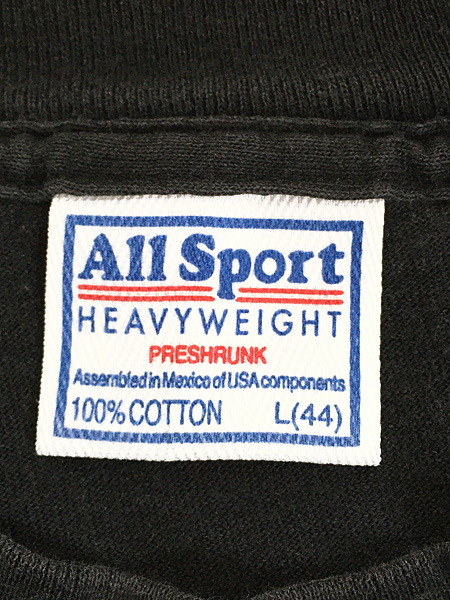 All Sport
HEAVYWEIGHT
PRESHRUNK
Assembled in Mexico of USA components
100% COTTON L(44)